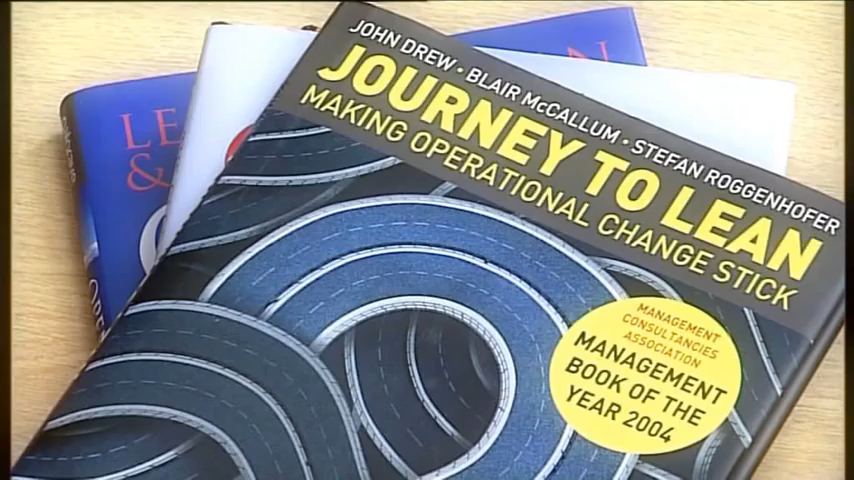 JOHN DREW • BLAIR McCALLUM • STEFAN ROGGENHOFER
JOURNEY TO LEAN
MAKING OPERATIONAL CHANGE STICK
MANAGEMENT
CONSULTANCIES
ASSOCIATION
MANAGEMENT
BOOK OF THE
YEAR 2004
LE
&